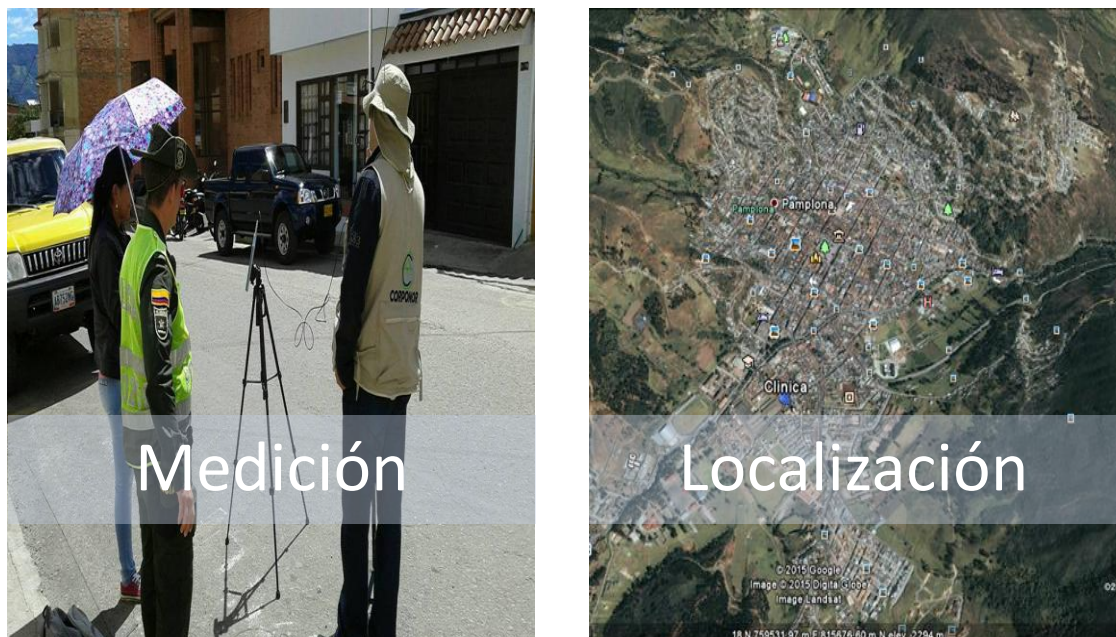 CORPONOR
Medición
Pamplona
Pamplona
Clinica
Localización
© 2015 Google
Image © 2015 DigitalGlobe
Image Landsat